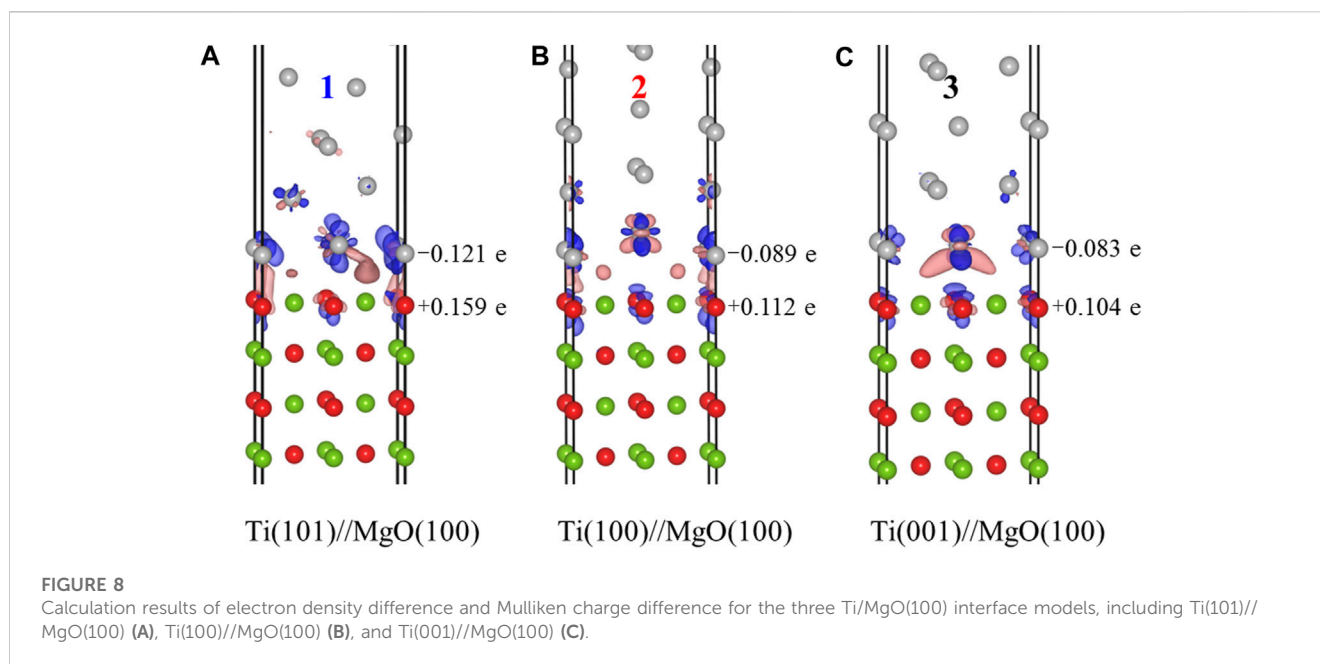 A
1
−0.121 e
+0.159 e
Ti(101)//MgO(100)
B
2
−0.089 e
+0.112 e
Ti(100)//MgO(100)
C
3
−0.083 e
+0.104 e
Ti(001)//MgO(100)
FIGURE 8
Calculation results of electron density difference and Mulliken charge difference for the three Ti/MgO(100) interface models, including Ti(101)//
MgO(100) (A), Ti(100)//MgO(100) (B), and Ti(001)//MgO(100) (C).